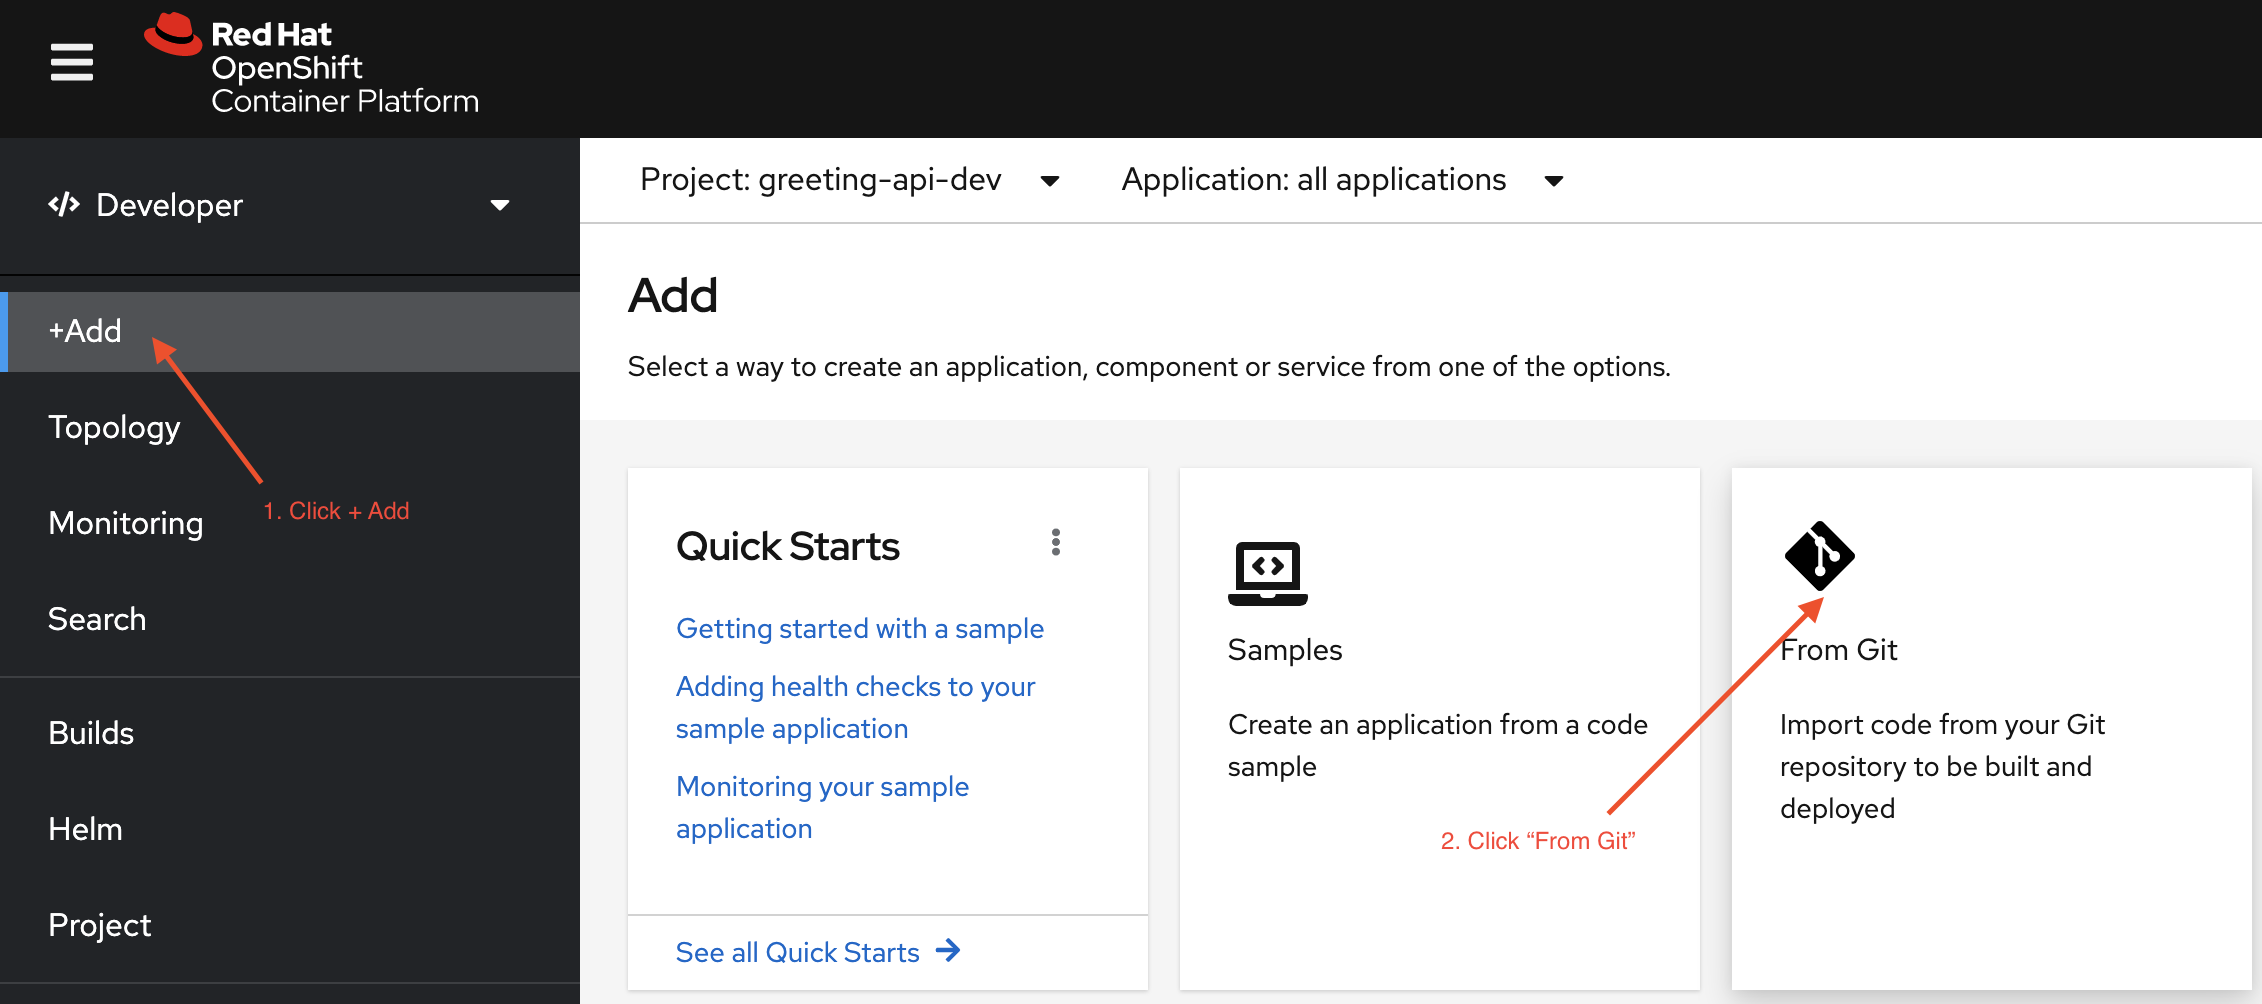 Red Hat
OpenShift
Container Platform
Developer
+Add
Topology
Monitoring
Search
Builds
Helm
Project
1. Click + Add
Project: greeting-api-dev
Application: all applications
Add
Select a way to create an application, component or service from one of the options.
Quick Starts
Getting started with a sample
Adding health checks to your
sample application
Monitoring your sample
application
See all Quick Starts
Samples
Create an application from a code
sample
2. Click “From Git”
From Git
Import code from your Git
repository to be built and
deployed